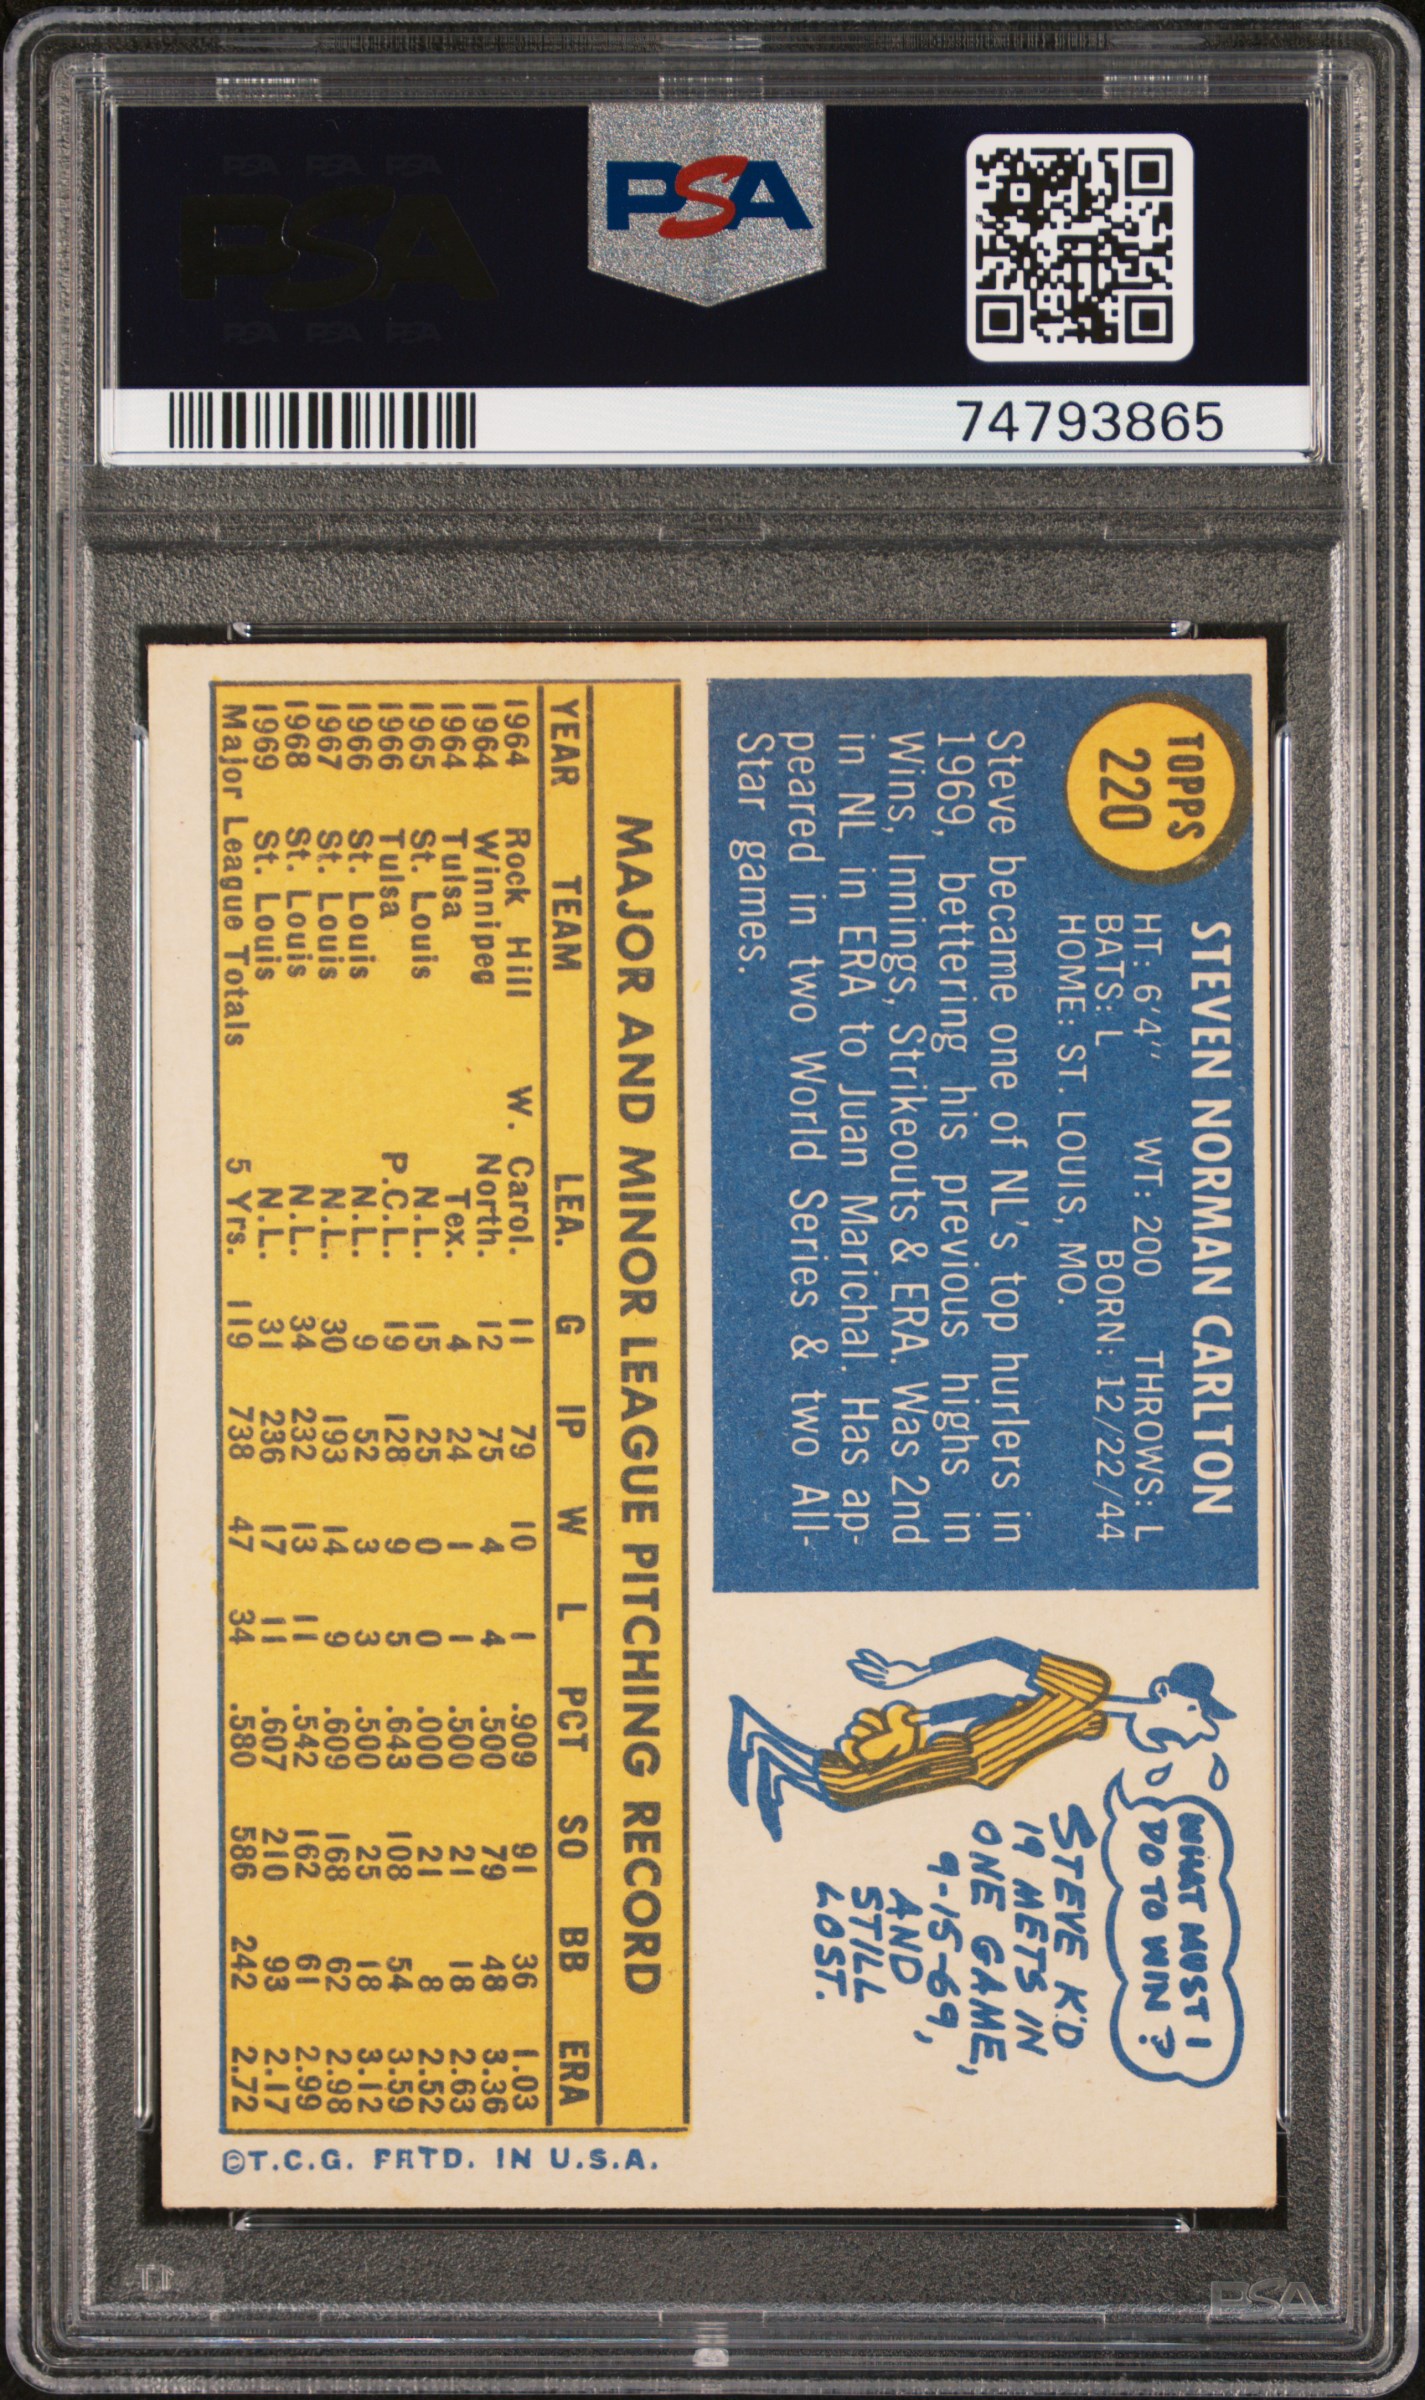 PSA PSA PSA
PSA
PSA PSA PSA
PSA
74793865
TOPPS
220
STEVEN NORMAN CARLTON
HT: 6'4" WT: 200 THROWS: L
BATS: L BORN: 12/22/44
HOME: ST. LOUIS, MO.
Steve became one of NL's top hurlers in
1969, bettering his previous highs in
Wins, Innings, Strikeouts & ERA. Was 2nd
in NL in ERA to Juan Marichal. Has ap-
peared in two World Series & two All-
Star games.
WHAT MUST I
DO TO WIN?
STEVE K'D
19 METS IN
ONE GAME,
9-15-69,
AND
STILL
LOST.
MAJOR AND MINOR LEAGUE PITCHING RECORD
YEAR TEAM LEA. G IP W L PCT SO BB ERA
1964 Rock Hill W. Carol. 11 79 10 1 .909 91 36 1.03
1964 Winnipeg North. 12 75 4 4 .500 79 48 3.36
1964 Tulsa Tex. 4 24 1 1 .500 21 18 2.63
1965 St. Louis N.L. 15 25 0 0 .000 21 8 2.52
1966 Tulsa P.C.L. 19 128 9 5 .643 108 54 3.59
1966 St. Louis N.L. 9 52 3 3 .500 25 18 3.12
1967 St. Louis N.L. 30 193 14 9 .609 168 62 2.98
1968 St. Louis N.L. 34 232 13 11 .542 162 61 2.99
1969 St. Louis N.L. 31 236 17 11 .607 210 93 2.17
Major League Totals 5 Yrs. 119 738 47 34 .580 586 242 2.72
©T.C.G. PRTD. IN U.S.A.
PSA